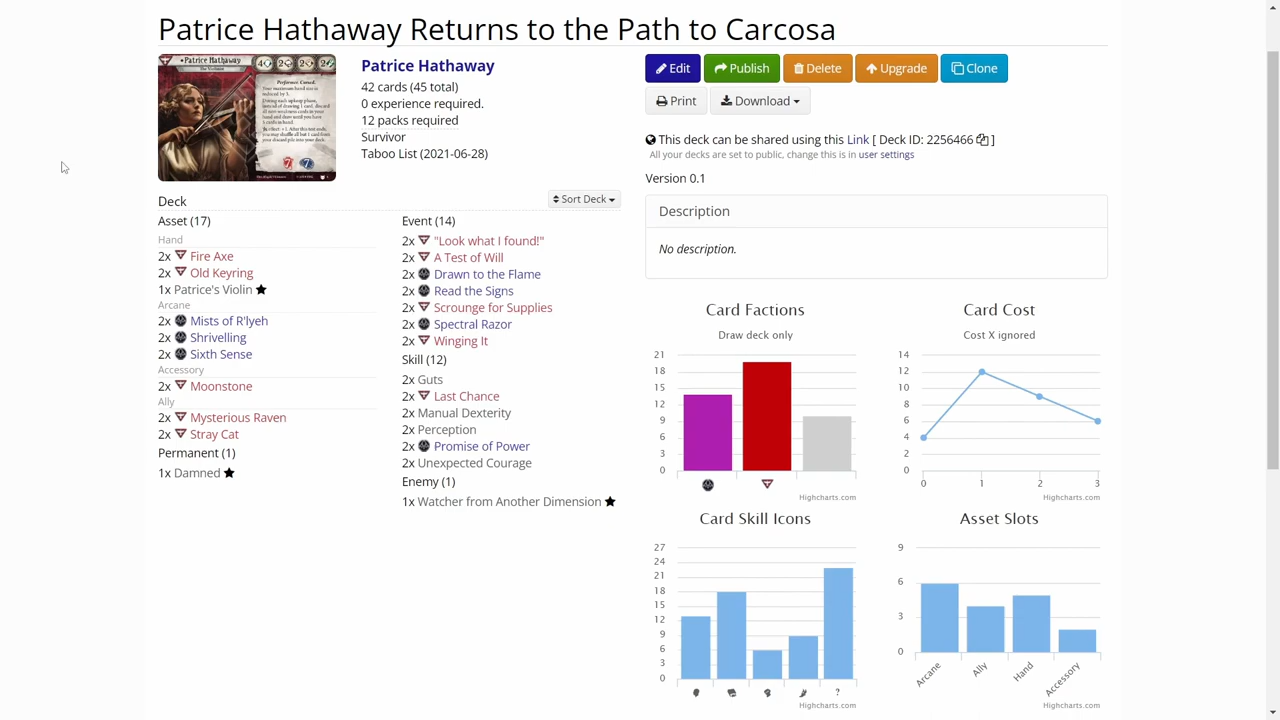 Patrice Hathaway Returns to the Path to Carcosa
Patrice Hathaway
Patrice Hathaway
42 cards (45 total)
0 experience required.
12 packs required
Survivor
Taboo List (2021-06-28)
Edit
Publish
Delete
Upgrade
Clone
Print
Download
This deck can be shared using this Link [ Deck ID: 2256466 ]
All your decks are set to public, change this is in user settings
Version 0.1
Description
No description.
Deck
Sort Deck
Asset (17)
Hand
2x Fire Axe
2x Old Keyring
1x Patrice's Violin
Arcane
2x Mists of R'lyeh
2x Shrivelling
2x Sixth Sense
Accessory
2x Moonstone
Ally
2x Mysterious Raven
2x Stray Cat
Permanent (1)
1x Damned
Event (14)
2x "Look what I found!"
2x A Test of Will
2x Drawn to the Flame
2x Read the Signs
2x Scrounge for Supplies
2x Spectral Razor
2x Winging It
Skill (12)
2x Guts
2x Last Chance
2x Manual Dexterity
2x Perception
2x Promise of Power
2x Unexpected Courage
Enemy (1)
1x Watcher from Another Dimension
Card Factions
Draw deck only
21
18
15
12
9
6
3
0
Highcharts.com
Card Cost
Cost X ignored
14
12
10
8
6
4
2
0
0 1 2 3
Highcharts.com
Card Skill Icons
27
24
21
18
15
12
9
6
3
0
?
Highcharts.com
Asset Slots
9
6
3
0
Arcane
Ally
Hand
Accessory
Highcharts.com